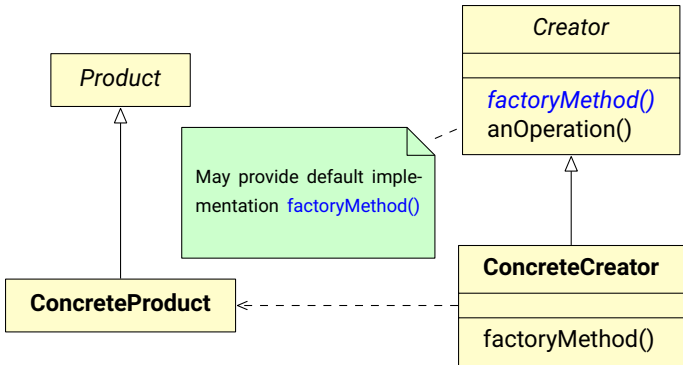 Creator
Product
factoryMethod()
anOperation()
May provide default imple-
mentation factoryMethod()
ConcreteCreator
ConcreteProduct
factoryMethod()